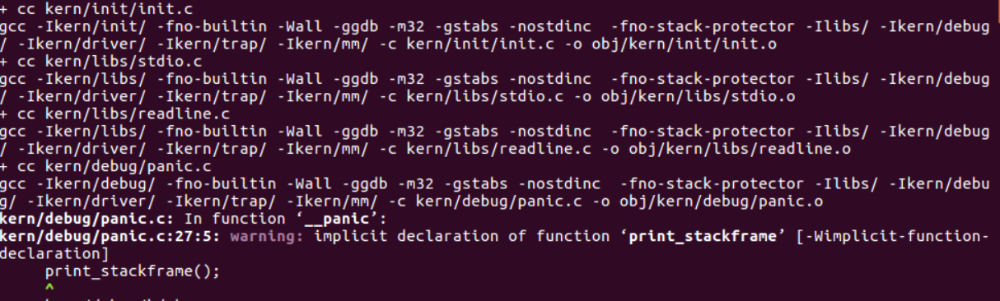 + cc kern/init/init.c
gcc -Ikern/init/ -fno-builtin -Wall -ggdb -m32 -gstabs -nostdinc  -fno-stack-protector -Ilibs/ -Ikern/debug
/ -Ikern/driver/ -Ikern/trap/ -Ikern/mm/ -c kern/init/init.c -o obj/kern/init/init.o
+ cc kern/libs/stdio.c
gcc -Ikern/libs/ -fno-builtin -Wall -ggdb -m32 -gstabs -nostdinc  -fno-stack-protector -Ilibs/ -Ikern/debug
/ -Ikern/driver/ -Ikern/trap/ -Ikern/mm/ -c kern/libs/stdio.c -o obj/kern/libs/stdio.o
+ cc kern/libs/readline.c
gcc -Ikern/libs/ -fno-builtin -Wall -ggdb -m32 -gstabs -nostdinc  -fno-stack-protector -Ilibs/ -Ikern/debug
/ -Ikern/driver/ -Ikern/trap/ -Ikern/mm/ -c kern/libs/readline.c -o obj/kern/libs/readline.o
+ cc kern/debug/panic.c
gcc -Ikern/debug/ -fno-builtin -Wall -ggdb -m32 -gstabs -nostdinc  -fno-stack-protector -Ilibs/ -Ikern/debu
g/ -Ikern/driver/ -Ikern/trap/ -Ikern/mm/ -c kern/debug/panic.c -o obj/kern/debug/panic.o
kern/debug/panic.c: In function ‘__panic’:
kern/debug/panic.c:27:5: warning: implicit declaration of function ‘print_stackframe’ [-Wimplicit-function-
declaration]
     print_stackframe();
     ^